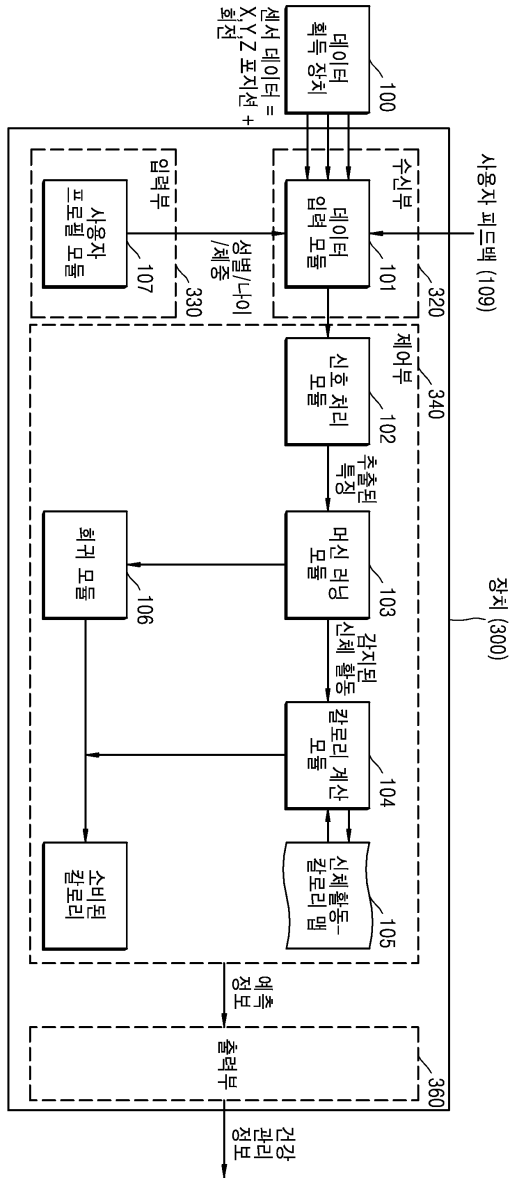 장치 (300)
사용자 피드백 (109)
데이터
획득 장치
100
센서 데이터 =
X,Y,Z 포지션 +
회전
수신부
320
데이터
입력 모듈
101
입력부
330
사용자
프로필 모듈
107
성별/나이
/체중
제어부
340
신호 처리
모듈
102
추출된
특징
머신 러닝
모듈
103
감지된
신체 활동
칼로리 계산
모듈
104
신체활동–
칼로리 맵
105
회귀 모듈
106
소비된
칼로리
예측
정보
출력부
360
건강
관리
정보